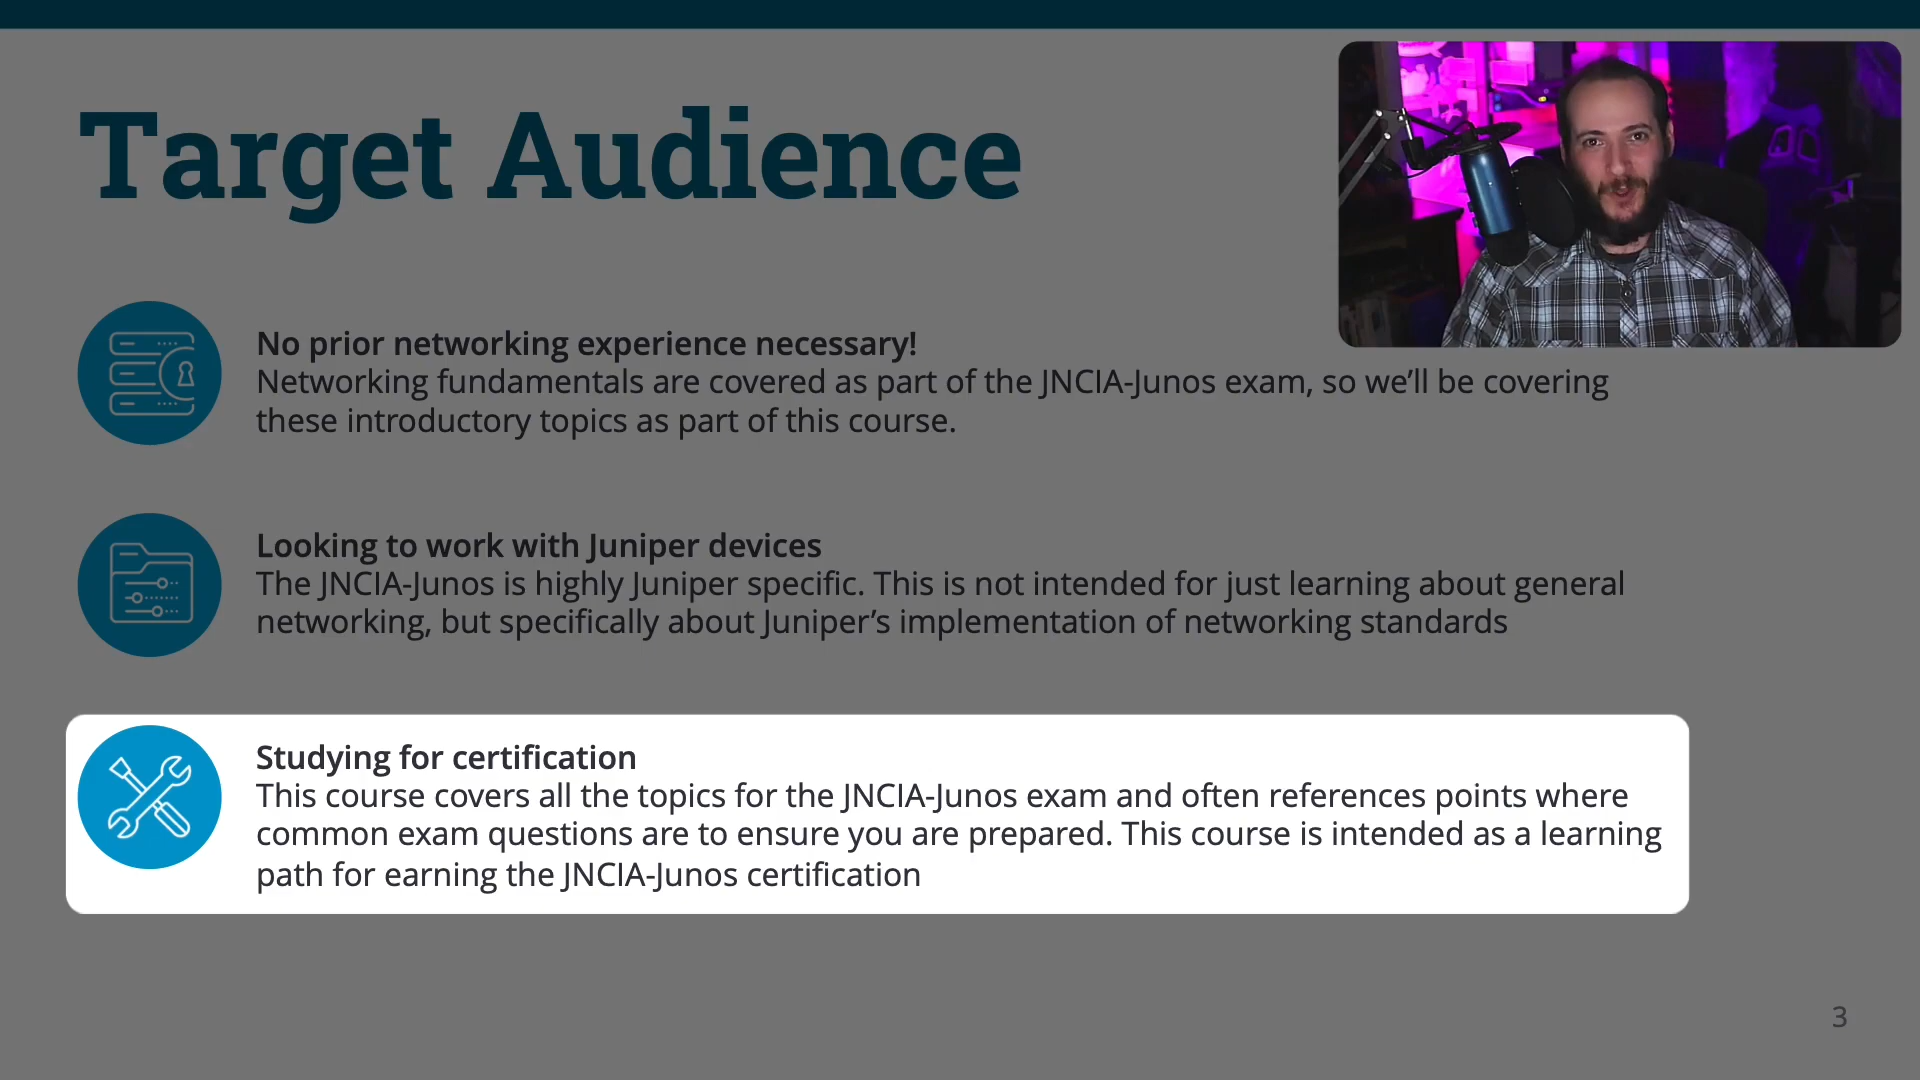 Target Audience
No prior networking experience necessary!
Networking fundamentals are covered as part of the JNCIA-Junos exam, so we’ll be covering
these introductory topics as part of this course.
Looking to work with Juniper devices
The JNCIA-Junos is highly Juniper specific. This is not intended for just learning about general
networking, but specifically about Juniper’s implementation of networking standards
Studying for certification
This course covers all the topics for the JNCIA-Junos exam and often references points where
common exam questions are to ensure you are prepared. This course is intended as a learning
path for earning the JNCIA-Junos certification
3